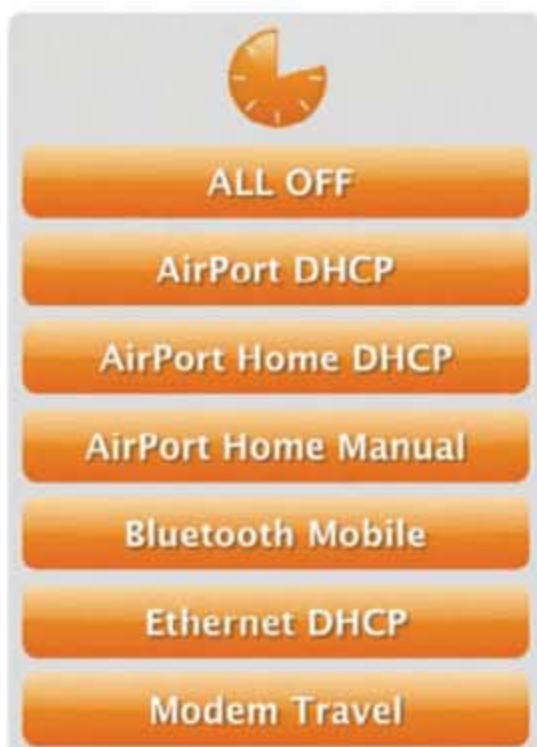 ALL OFF
AirPort DHCP
AirPort Home DHCP
AirPort Home Manual
Bluetooth Mobile
Ethernet DHCP
Modem Travel